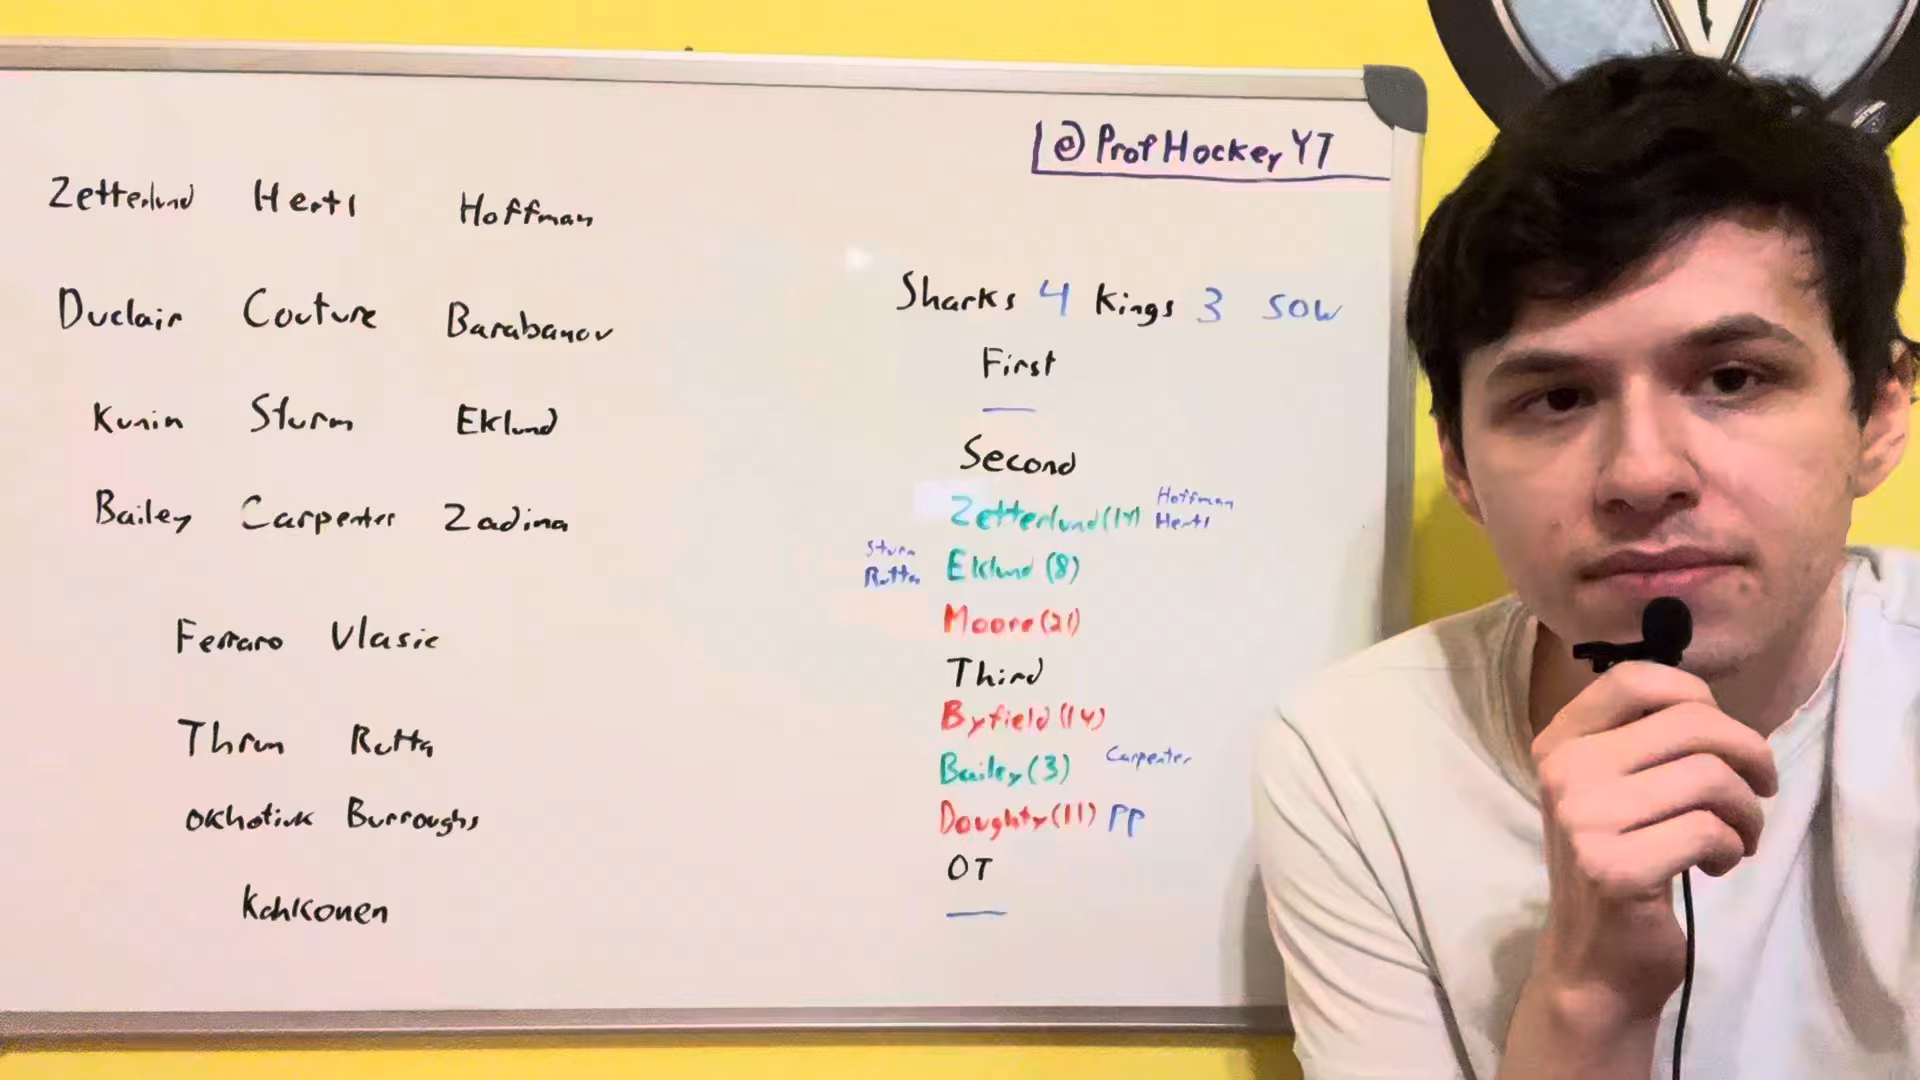 @ProfHockeyYT
Zetterlund Hertl Hoffman
Duclair Couture Barabanov
Kunin Sturm Eklund
Bailey Carpenter Zadina
Ferraro Vlasic
Thrun Rutta
Okhotiuk Burroughs
Kahkonen
Sharks 4 Kings 3 SOW
First
—
Second
Zetterlund (14) Hoffman
Hertl
Sturm
Rutta Eklund (8)
Moore (21)
Third
Byfield (14)
Bailey (3) Carpenter
Doughty (11) PP
OT
—